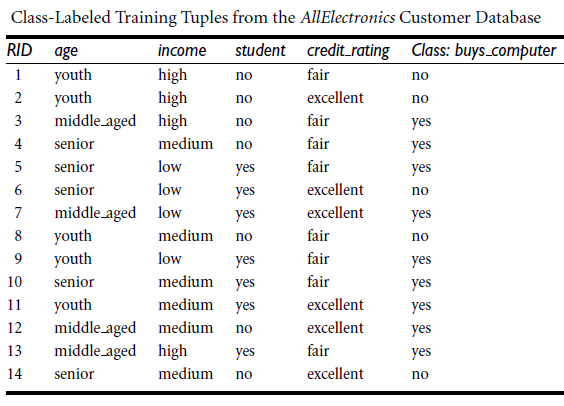 Class-Labeled Training Tuples from the AllElectronics Customer Database
RID age income student credit_rating Class: buys_computer
1 youth high no fair no
2 youth high no excellent no
3 middle_aged high no fair yes
4 senior medium no fair yes
5 senior low yes fair yes
6 senior low yes excellent no
7 middle_aged low yes excellent yes
8 youth medium no fair no
9 youth low yes fair yes
10 senior medium yes fair yes
11 youth medium yes excellent yes
12 middle_aged medium no excellent yes
13 middle_aged high yes fair yes
14 senior medium no excellent no